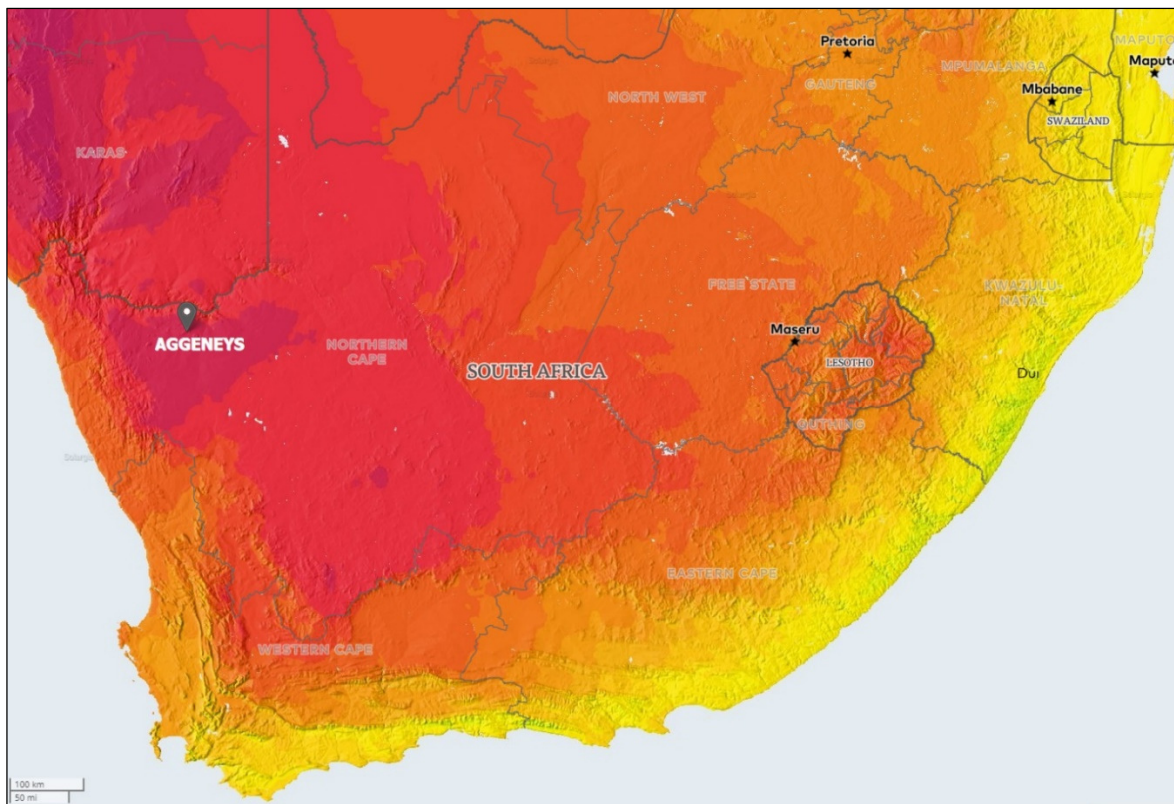 Pretoria
MAPUTO
MPUMALANGA
GAUTENG
Maputo
NORTH WEST
Mbabane
SWAZILAND
KARAS
FREE STATE
KWAZULU-
NATAL
AGGENEYS
NORTHERN
CAPE
Maseru
LESOTHO
SOUTH AFRICA
Dui
QUTHING
EASTERN CAPE
WESTERN CAPE
100 km
50 mi